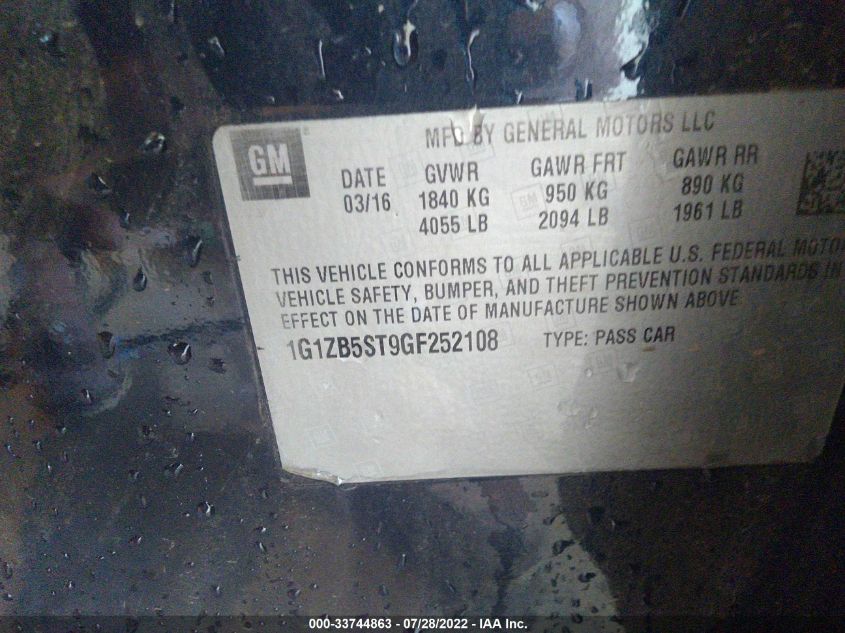 GM
MFD BY GENERAL MOTORS LLC
DATE GVWR GAWR FRT GAWR RR
03/16 1840 KG 950 KG 890 KG
4055 LB 2094 LB 1961 LB
THIS VEHICLE CONFORMS TO ALL APPLICABLE U.S. FEDERAL MOTO
VEHICLE SAFETY, BUMPER, AND THEFT PREVENTION STANDARDS IN
EFFECT ON THE DATE OF MANUFACTURE SHOWN ABOVE
1G1ZB5ST9GF252108 TYPE: PASS CAR
000-33744863 - 07/28/2022 - IAA Inc.